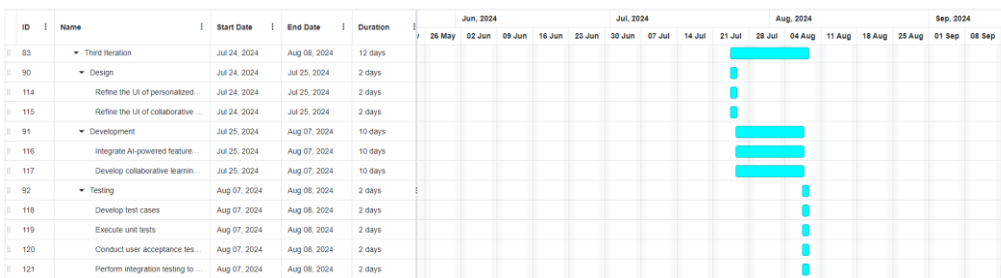 Jun, 2024 Jul, 2024 Aug, 2024 Sep, 2024
ID Name Start Date End Date Duration
26 May 02 Jun 09 Jun 16 Jun 23 Jun 30 Jun 07 Jul 14 Jul 21 Jul 28 Jul 04 Aug 11 Aug 18 Aug 25 Aug 01 Sep 08 Sep
83 Third Iteration Jul 24, 2024 Aug 08, 2024 12 days
90 Design Jul 24, 2024 Jul 25, 2024 2 days
114 Refine the UI of personalized... Jul 24, 2024 Jul 25, 2024 2 days
115 Refine the UI of collaborative ... Jul 24, 2024 Jul 25, 2024 2 days
91 Development Jul 25, 2024 Aug 07, 2024 10 days
116 Integrate AI-powered feature... Jul 25, 2024 Aug 07, 2024 10 days
117 Develop collaborative learnin... Jul 25, 2024 Aug 07, 2024 10 days
92 Testing Aug 07, 2024 Aug 08, 2024 2 days
118 Develop test cases Aug 07, 2024 Aug 08, 2024 2 days
119 Execute unit tests Aug 07, 2024 Aug 08, 2024 2 days
120 Conduct user acceptance tes... Aug 07, 2024 Aug 08, 2024 2 days
121 Perform integration testing to ... Aug 07, 2024 Aug 08, 2024 2 days